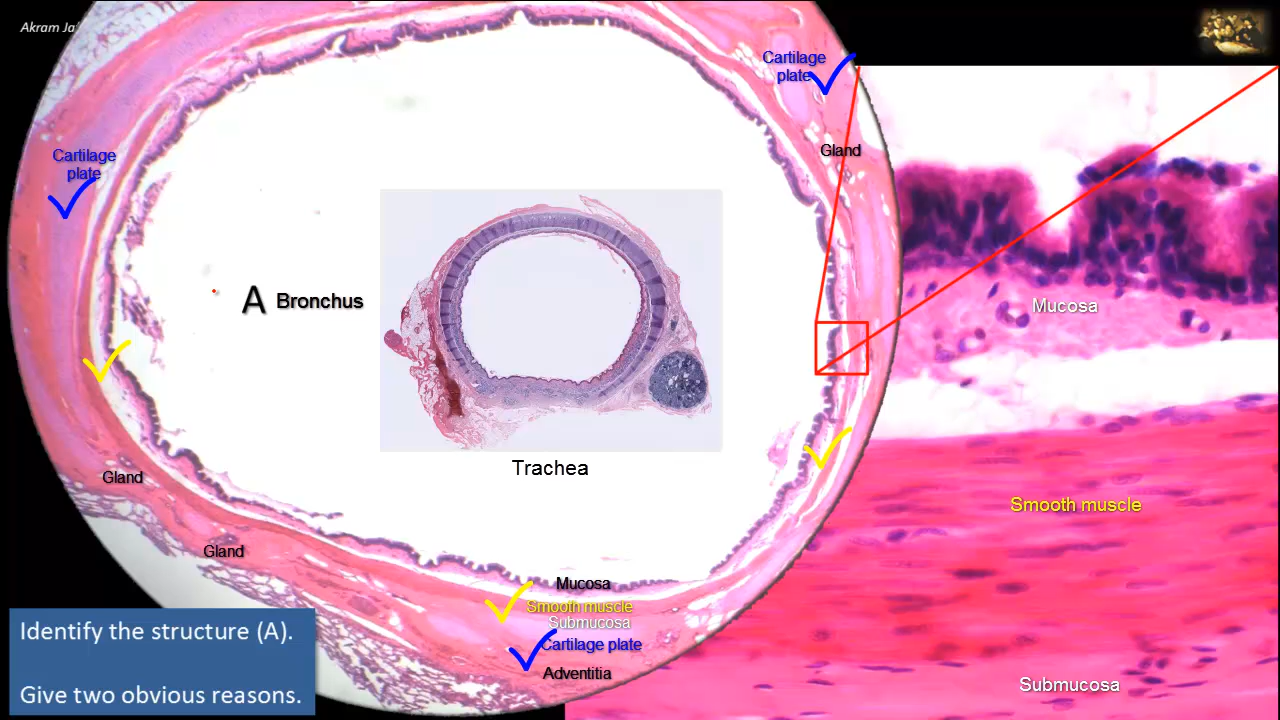 Akram Ja'
Cartilage
plate
Cartilage
plate
Gland
A Bronchus
Mucosa
Trachea
Gland
Smooth muscle
Gland
Mucosa
Smooth muscle
Submucosa
Cartilage plate
Adventitia
Submucosa
Identify the structure (A).
Give two obvious reasons.